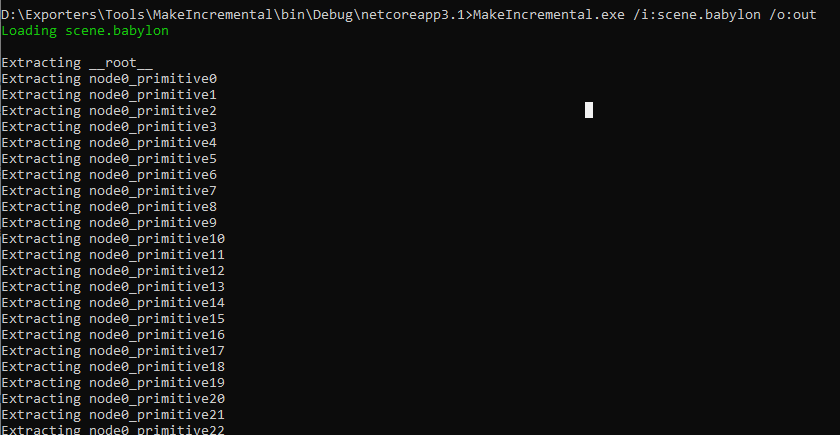 D:\Exporters\Tools\MakeIncremental\bin\Debug\netcoreapp3.1>MakeIncremental.exe /i:scene.babylon /o:out
Loading scene.babylon
Extracting __root__
Extracting node0_primitive0
Extracting node0_primitive1
Extracting node0_primitive2
Extracting node0_primitive3
Extracting node0_primitive4
Extracting node0_primitive5
Extracting node0_primitive6
Extracting node0_primitive7
Extracting node0_primitive8
Extracting node0_primitive9
Extracting node0_primitive10
Extracting node0_primitive11
Extracting node0_primitive12
Extracting node0_primitive13
Extracting node0_primitive14
Extracting node0_primitive15
Extracting node0_primitive16
Extracting node0_primitive17
Extracting node0_primitive18
Extracting node0_primitive19
Extracting node0_primitive20
Extracting node0_primitive21
Extracting node0_primitive22